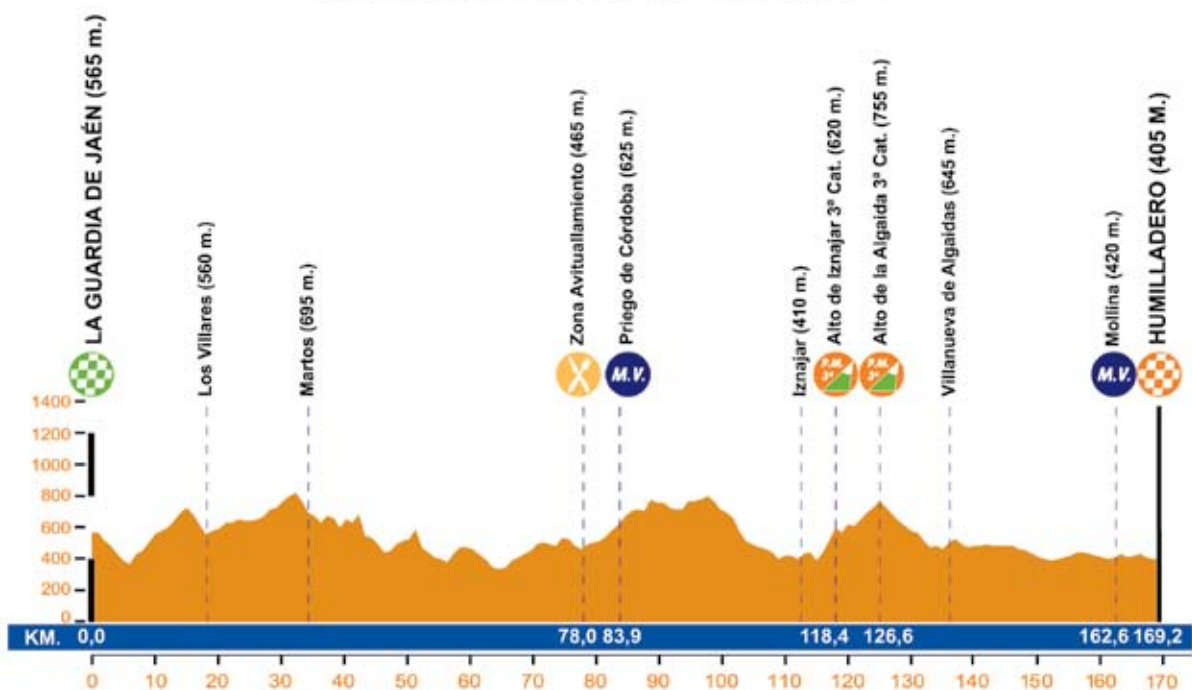 LA GUARDIA DE JAÉN (565 m.)
Los Villares (560 m.)
Martos (695 m.)
Zona Avituallamiento (465 m.)
Priego de Córdoba (625 m.)
Iznajar (410 m.)
Alto de Iznajar 3ª Cat. (620 m.)
Alto de la Algaida 3ª Cat. (755 m.)
Villanueva de Algaidas (645 m.)
Mollina (420 m.)
HUMILLADERO (405 M.)
M.V.
P.M.
3ª
P.M.
3ª
M.V.
1400
1200
1000
800
600
400
200
0
KM. 0,0 78,0 83,9 118,4 126,6 162,6 169,2
0 10 20 30 40 50 60 70 80 90 100 110 120 130 140 150 160 170